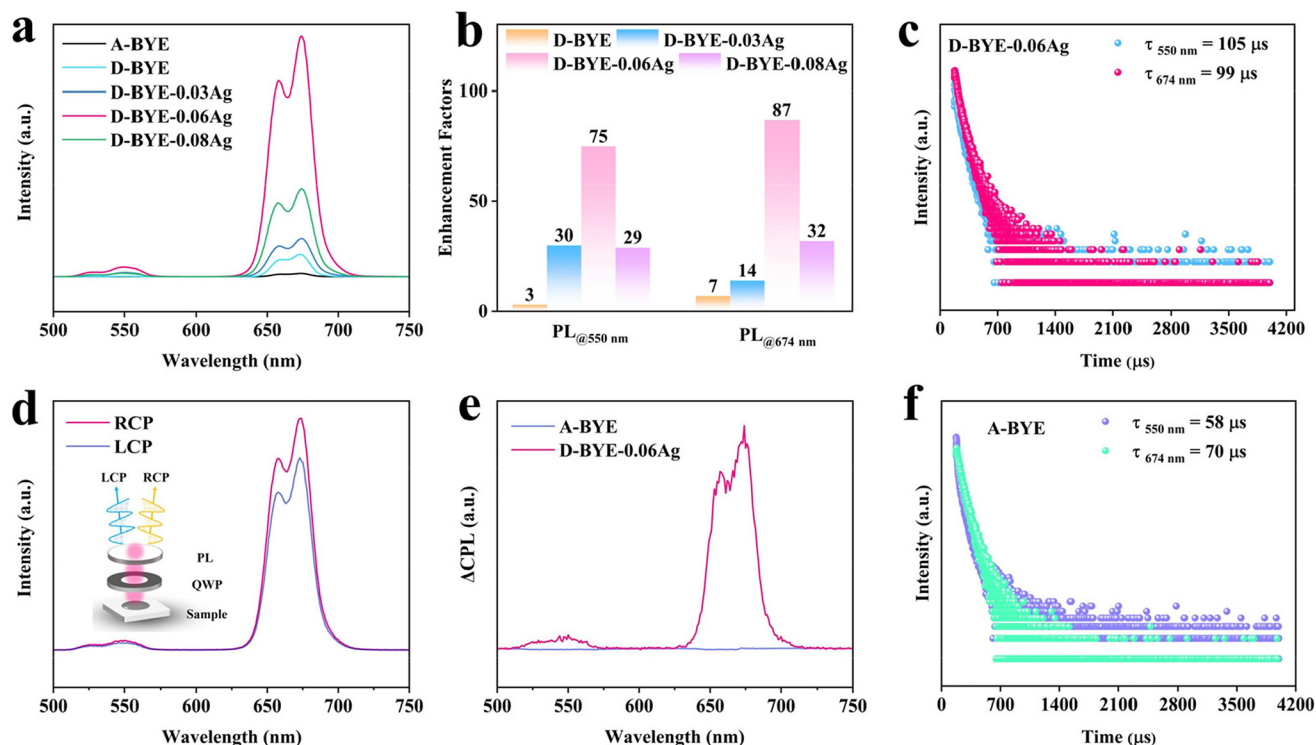 a
A-BYE
D-BYE
D-BYE-0.03Ag
D-BYE-0.06Ag
D-BYE-0.08Ag
Intensity (a.u.)
500 550 600 650 700 750
Wavelength (nm)
b
D-BYE D-BYE-0.03Ag
D-BYE-0.06Ag D-BYE-0.08Ag
Enhancement Factors
100
50
0
3 30 75 29
7 14 87 32
PL@550 nm PL@674 nm
c
D-BYE-0.06Ag
τ 550 nm = 105 μs
τ 674 nm = 99 μs
Intensity (a.u.)
0 700 1400 2100 2800 3500 4200
Time (μs)
d
RCP
LCP
LCP RCP
PL
QWP
Sample
Intensity (a.u.)
500 550 600 650 700 750
Wavelength (nm)
e
A-BYE
D-BYE-0.06Ag
ΔCPL (a.u.)
500 550 600 650 700 750
Wavelength (nm)
f
A-BYE
τ 550 nm = 58 μs
τ 674 nm = 70 μs
Intensity (a.u.)
0 700 1400 2100 2800 3500 4200
Time (μs)